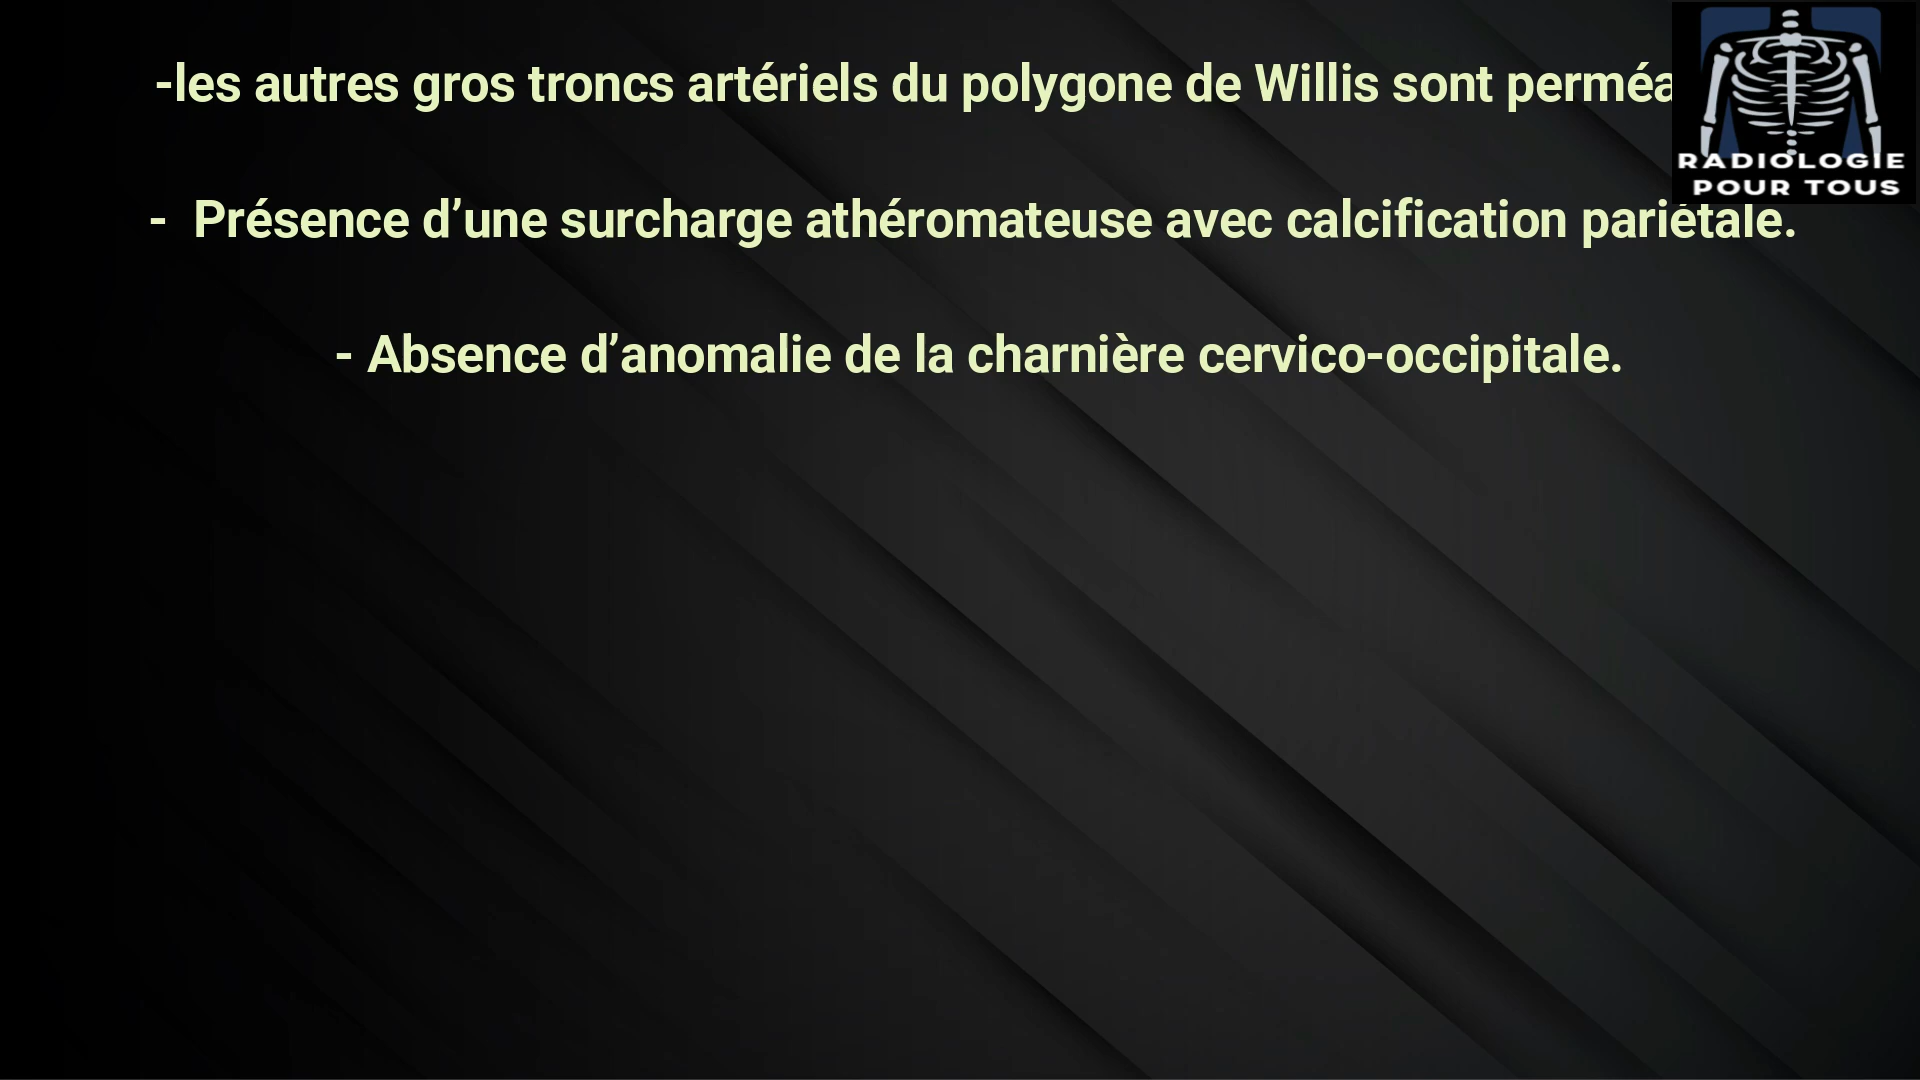 -les autres gros troncs artériels du polygone de Willis sont
RADIOLOGIE
POUR TOUS
-  Présence d’une surcharge athéromateuse avec calcification pariétale.
- Absence d’anomalie de la charnière cervico-occipitale.